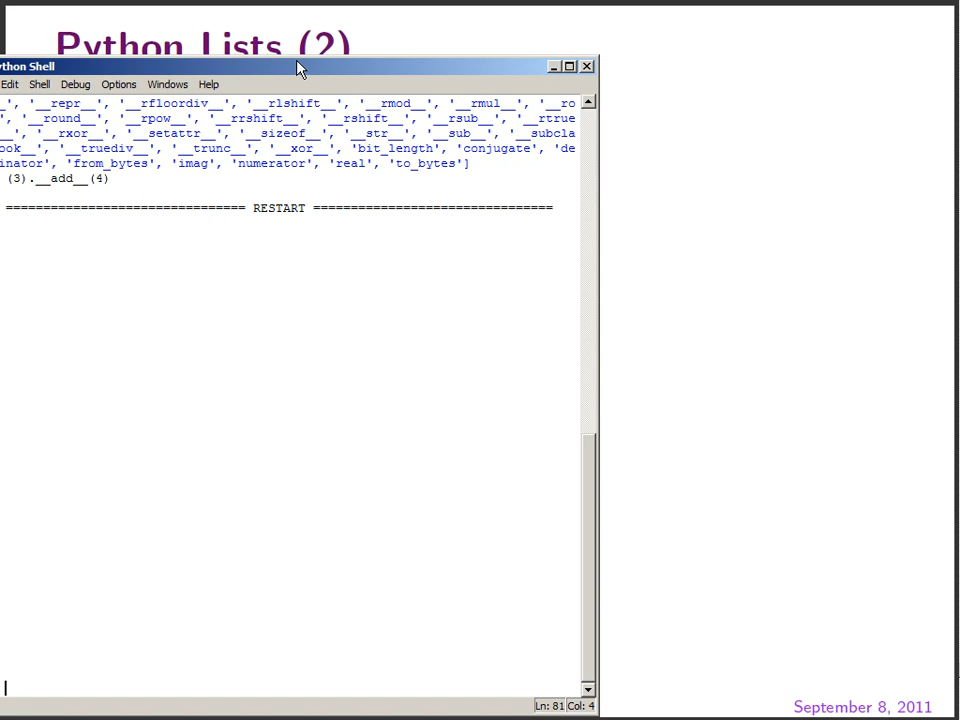 Python Lists (2)
ython Shell
Edit Shell Debug Options Windows Help
_', '__repr__', '__rfloordiv__', '__rlshift__', '__rmod__', '__rmul__', '__ro
', '__round__', '__rpow__', '__rrshift__', '__rshift__', '__rsub__', '__rtrue
__', '__rxor__', '__setattr__', '__sizeof__', '__str__', '__sub__', '__subcla
ook__', '__truediv__', '__trunc__', '__xor__', 'bit_length', 'conjugate', 'de
inator', 'from_bytes', 'imag', 'numerator', 'real', 'to_bytes']
(3).__add__(4)
================================ RESTART ================================
Ln: 81 Col: 4
September 8, 2011